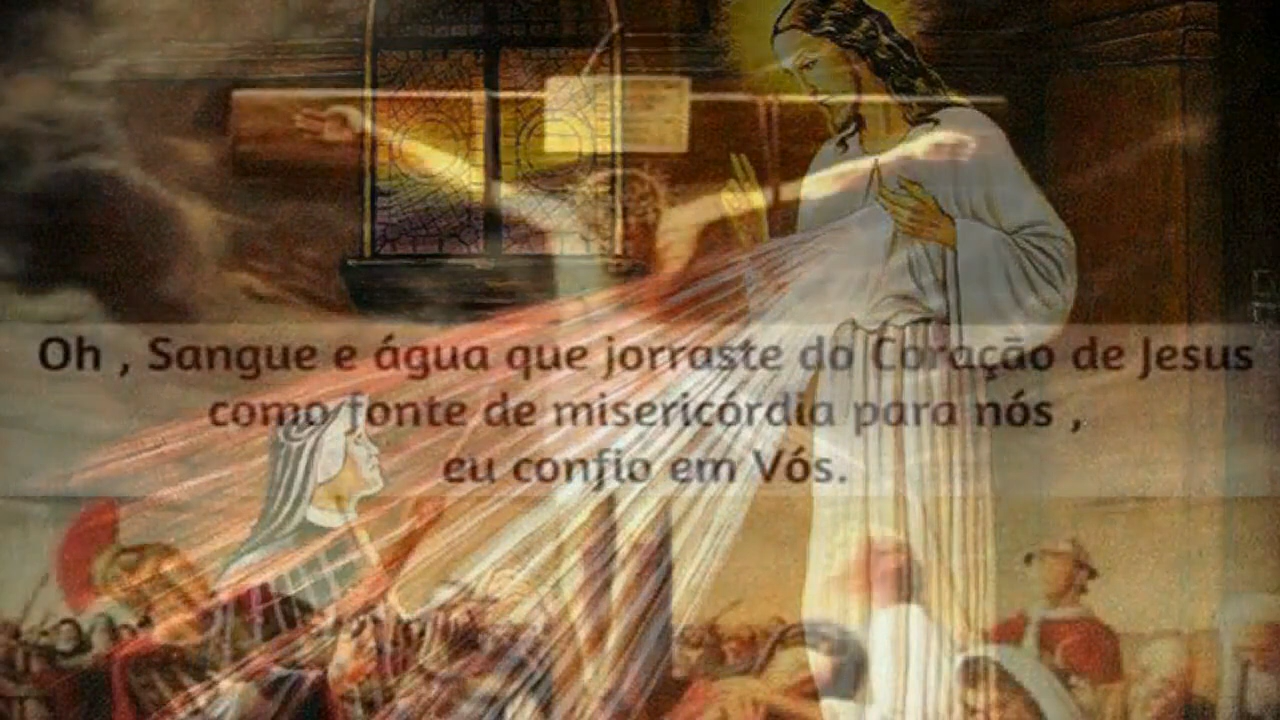 Oh , Sangue e água que jorraste do Coração de Jesus
como fonte de misericórdia para nós ,
eu confio em Vós.